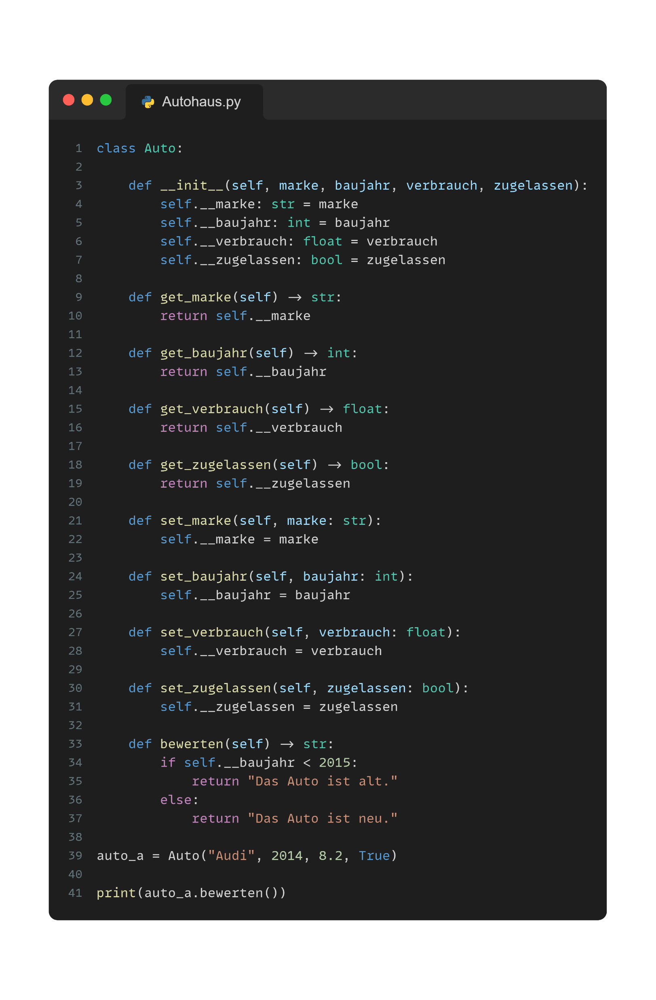 Autohaus.py
1 class Auto:
2
3     def __init__(self, marke, baujahr, verbrauch, zugelassen):
4         self.__marke: str = marke
5         self.__baujahr: int = baujahr
6         self.__verbrauch: float = verbrauch
7         self.__zugelassen: bool = zugelassen
8
9     def get_marke(self) -> str:
10         return self.__marke
11
12     def get_baujahr(self) -> int:
13         return self.__baujahr
14
15     def get_verbrauch(self) -> float:
16         return self.__verbrauch
17
18     def get_zugelassen(self) -> bool:
19         return self.__zugelassen
20
21     def set_marke(self, marke: str):
22         self.__marke = marke
23
24     def set_baujahr(self, baujahr: int):
25         self.__baujahr = baujahr
26
27     def set_verbrauch(self, verbrauch: float):
28         self.__verbrauch = verbrauch
29
30     def set_zugelassen(self, zugelassen: bool):
31         self.__zugelassen = zugelassen
32
33     def bewerten(self) -> str:
34         if self.__baujahr < 2015:
35             return "Das Auto ist alt."
36         else:
37             return "Das Auto ist neu."
38
39 auto_a = Auto("Audi", 2014, 8.2, True)
40
41 print(auto_a.bewerten())